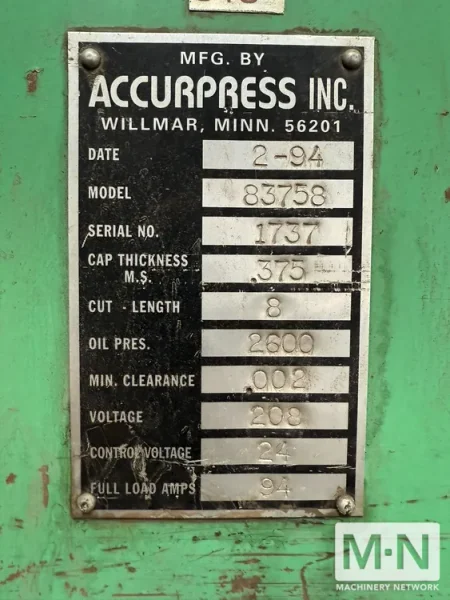 MFG. BY
ACCURPRESS INC.
WILLMAR, MINN. 56201
DATE 2-94
MODEL 83758
SERIAL NO. 1737
CAP THICKNESS
M.S. .375
CUT - LENGTH 8
OIL PRES. 2600
MIN. CLEARANCE .002
VOLTAGE 208
CONTROL VOLTAGE 24
FULL LOAD AMPS 94
M·N
MACHINERY NETWORK